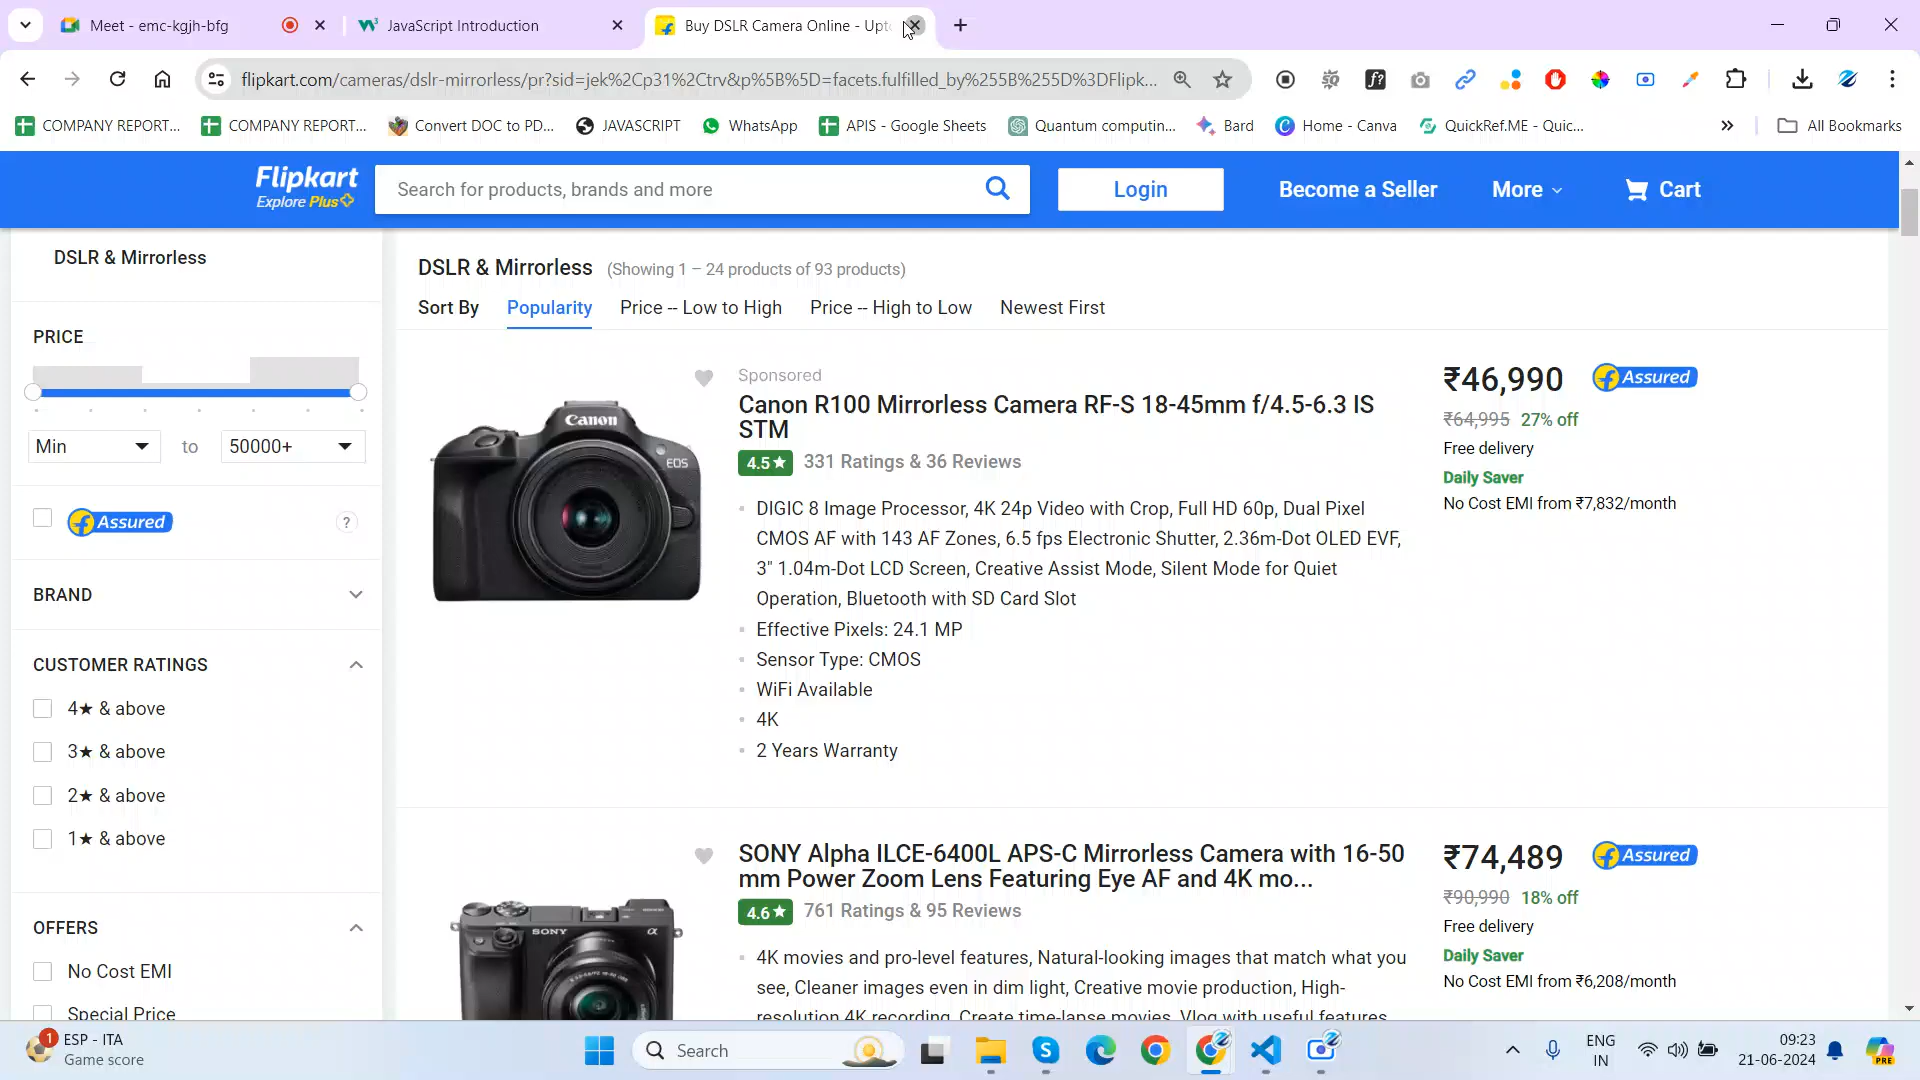 Meet - emc-kgjh-bfg
JavaScript Introduction
Buy DSLR Camera Online - Upto
flipkart.com/cameras/dslr-mirrorless/pr?sid=jek%2Cp31%2Ctrv&p%5B%5D=facets.fulfilled_by%255B%255D%3DFlipk...
COMPANY REPORT...
COMPANY REPORT...
Convert DOC to PD...
JAVASCRIPT
WhatsApp
APIS - Google Sheets
Quantum computin...
Bard
Home - Canva
QuickRef.ME - Quic...
All Bookmarks
Flipkart
Explore Plus
Search for products, brands and more
Login
Become a Seller
More
Cart
DSLR & Mirrorless
PRICE
Min
to
50000+
Assured
?
BRAND
CUSTOMER RATINGS
4★ & above
3★ & above
2★ & above
1★ & above
OFFERS
No Cost EMI
Special Price
DSLR & Mirrorless (Showing 1 – 24 products of 93 products)
Sort By Popularity Price -- Low to High Price -- High to Low Newest First
Canon
EOS
Sponsored
Canon R100 Mirrorless Camera RF-S 18-45mm f/4.5-6.3 IS
STM
4.5★ 331 Ratings & 36 Reviews
DIGIC 8 Image Processor, 4K 24p Video with Crop, Full HD 60p, Dual Pixel
CMOS AF with 143 AF Zones, 6.5 fps Electronic Shutter, 2.36m-Dot OLED EVF,
3" 1.04m-Dot LCD Screen, Creative Assist Mode, Silent Mode for Quiet
Operation, Bluetooth with SD Card Slot
Effective Pixels: 24.1 MP
Sensor Type: CMOS
WiFi Available
4K
2 Years Warranty
₹46,990 Assured
₹64,995 27% off
Free delivery
Daily Saver
No Cost EMI from ₹7,832/month
SONY
α
SONY Alpha ILCE-6400L APS-C Mirrorless Camera with 16-50
mm Power Zoom Lens Featuring Eye AF and 4K mo...
4.6★ 761 Ratings & 95 Reviews
4K movies and pro-level features, Natural-looking images that match what you
see, Cleaner images even in dim light, Creative movie production, High-
resolution 4K recording, Create time-lapse movies, Vlog with useful features
₹74,489 Assured
₹90,990 18% off
Free delivery
Daily Saver
No Cost EMI from ₹6,208/month
1
ESP - ITA
Game score
Search
ENG
IN
09:23
21-06-2024
PRE